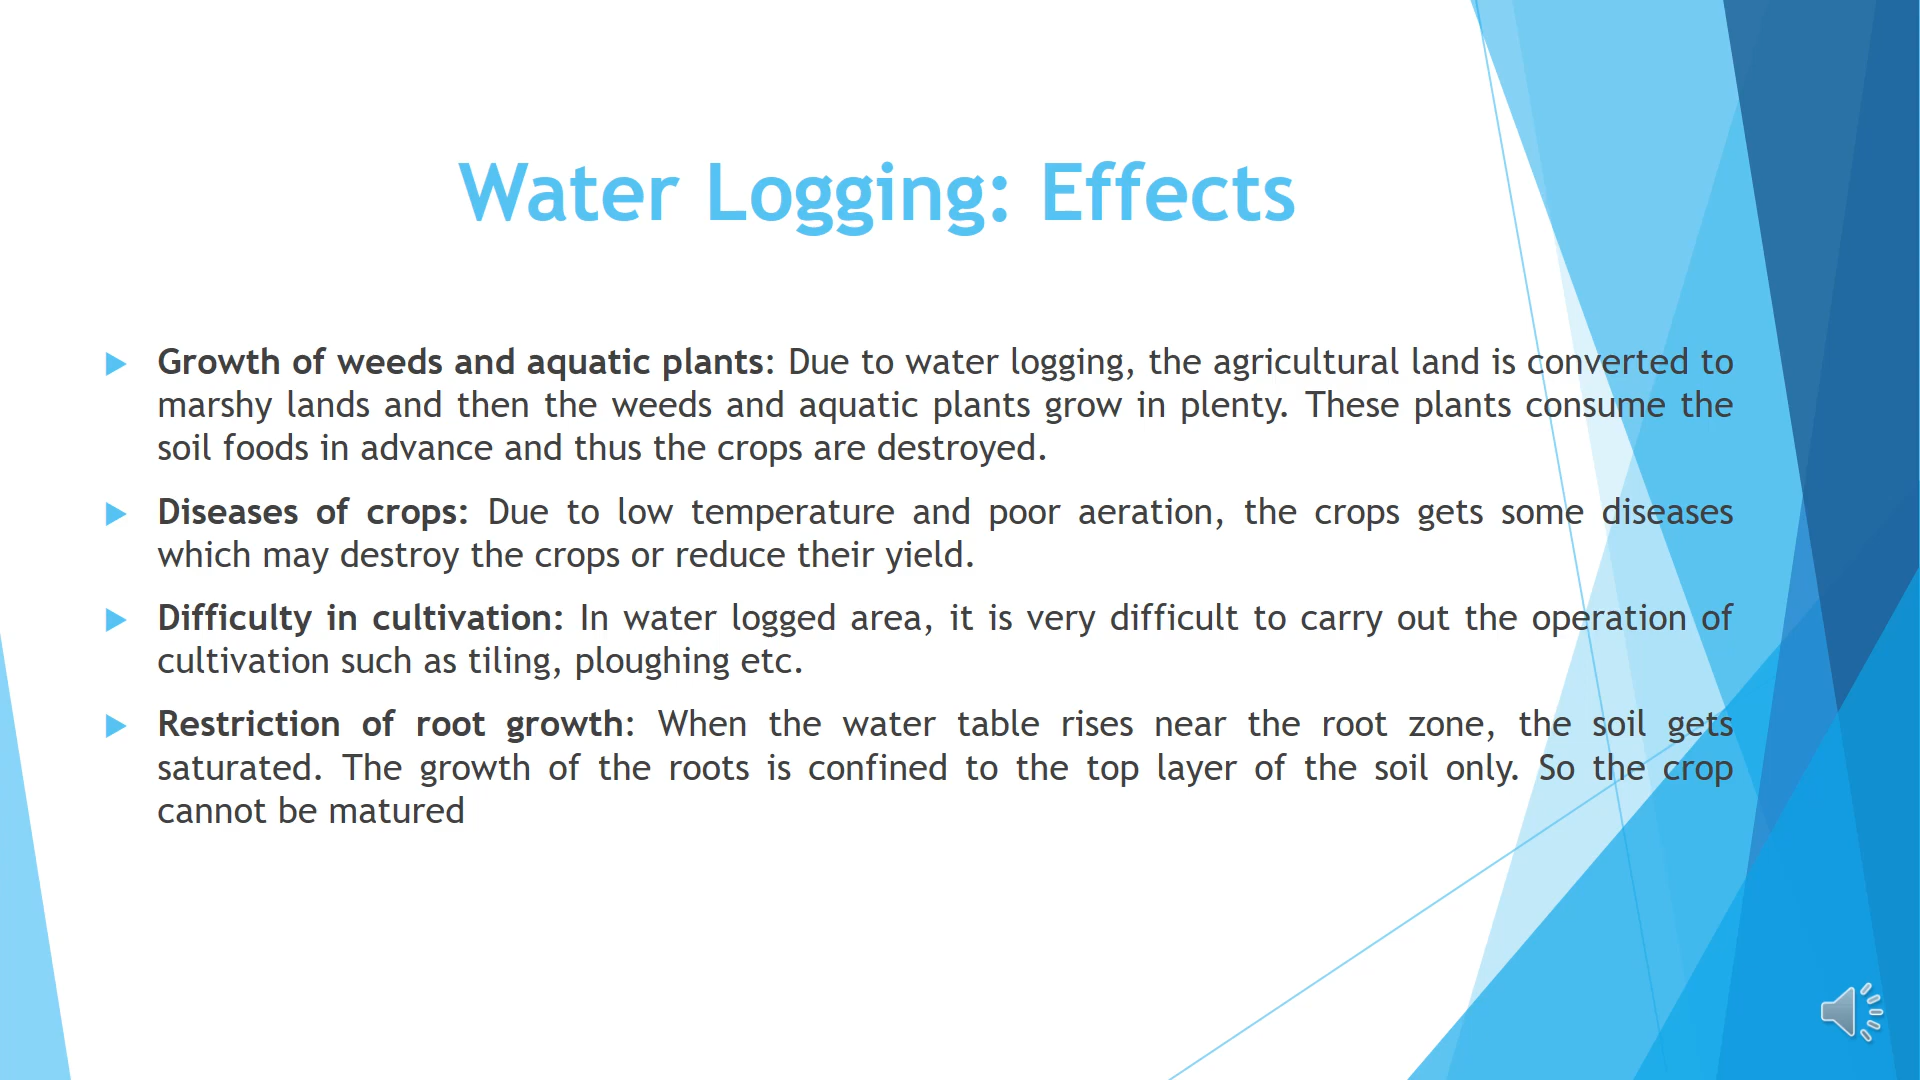 Water Logging: Effects
Growth of weeds and aquatic plants: Due to water logging, the agricultural land is converted to
marshy lands and then the weeds and aquatic plants grow in plenty. These plants consume the
soil foods in advance and thus the crops are destroyed.
Diseases of crops: Due to low temperature and poor aeration, the crops gets some diseases
which may destroy the crops or reduce their yield.
Difficulty in cultivation: In water logged area, it is very difficult to carry out the operation of
cultivation such as tiling, ploughing etc.
Restriction of root growth: When the water table rises near the root zone, the soil gets
saturated. The growth of the roots is confined to the top layer of the soil only. So the crop
cannot be matured